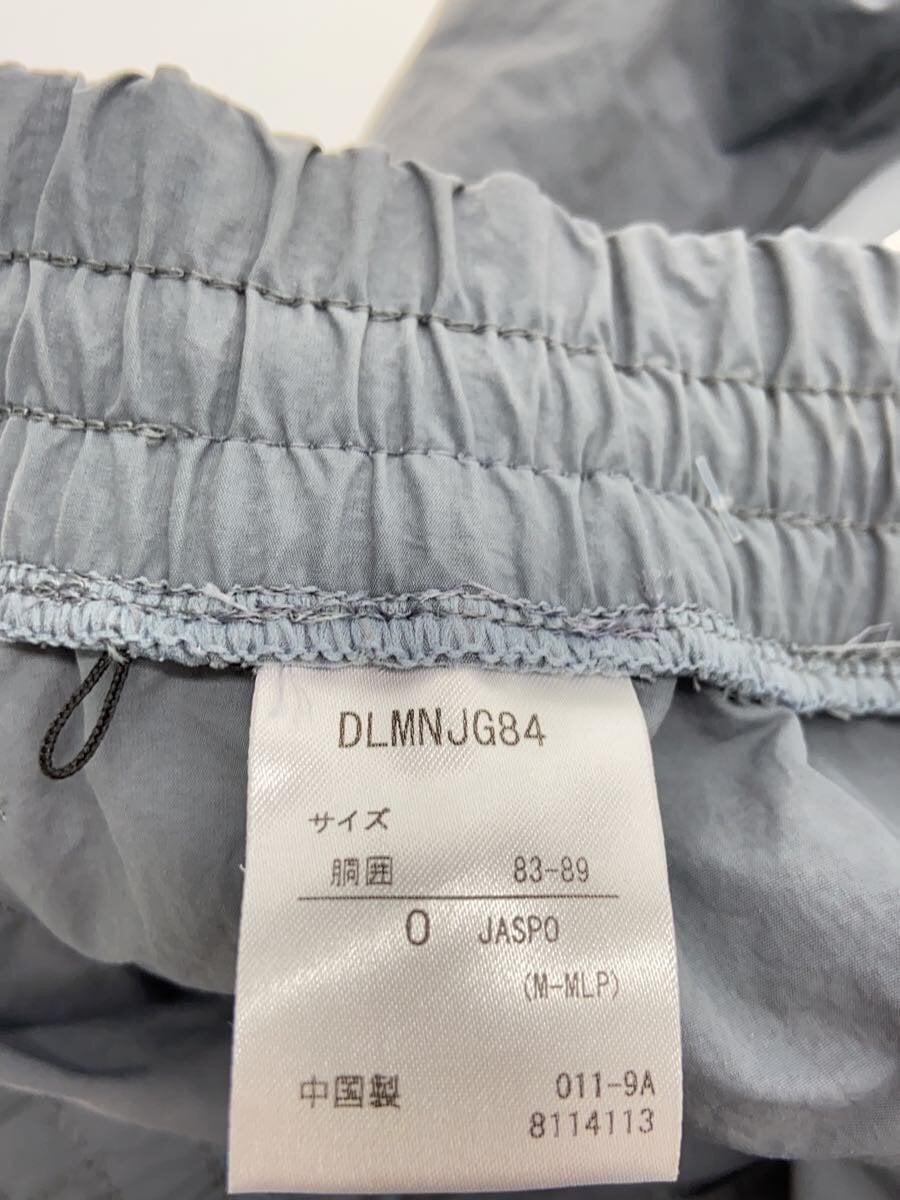 DLMNJG84
サイズ
胴囲 83-89
O JASPO
(M-MLP)
中国製 011-9A
8114113